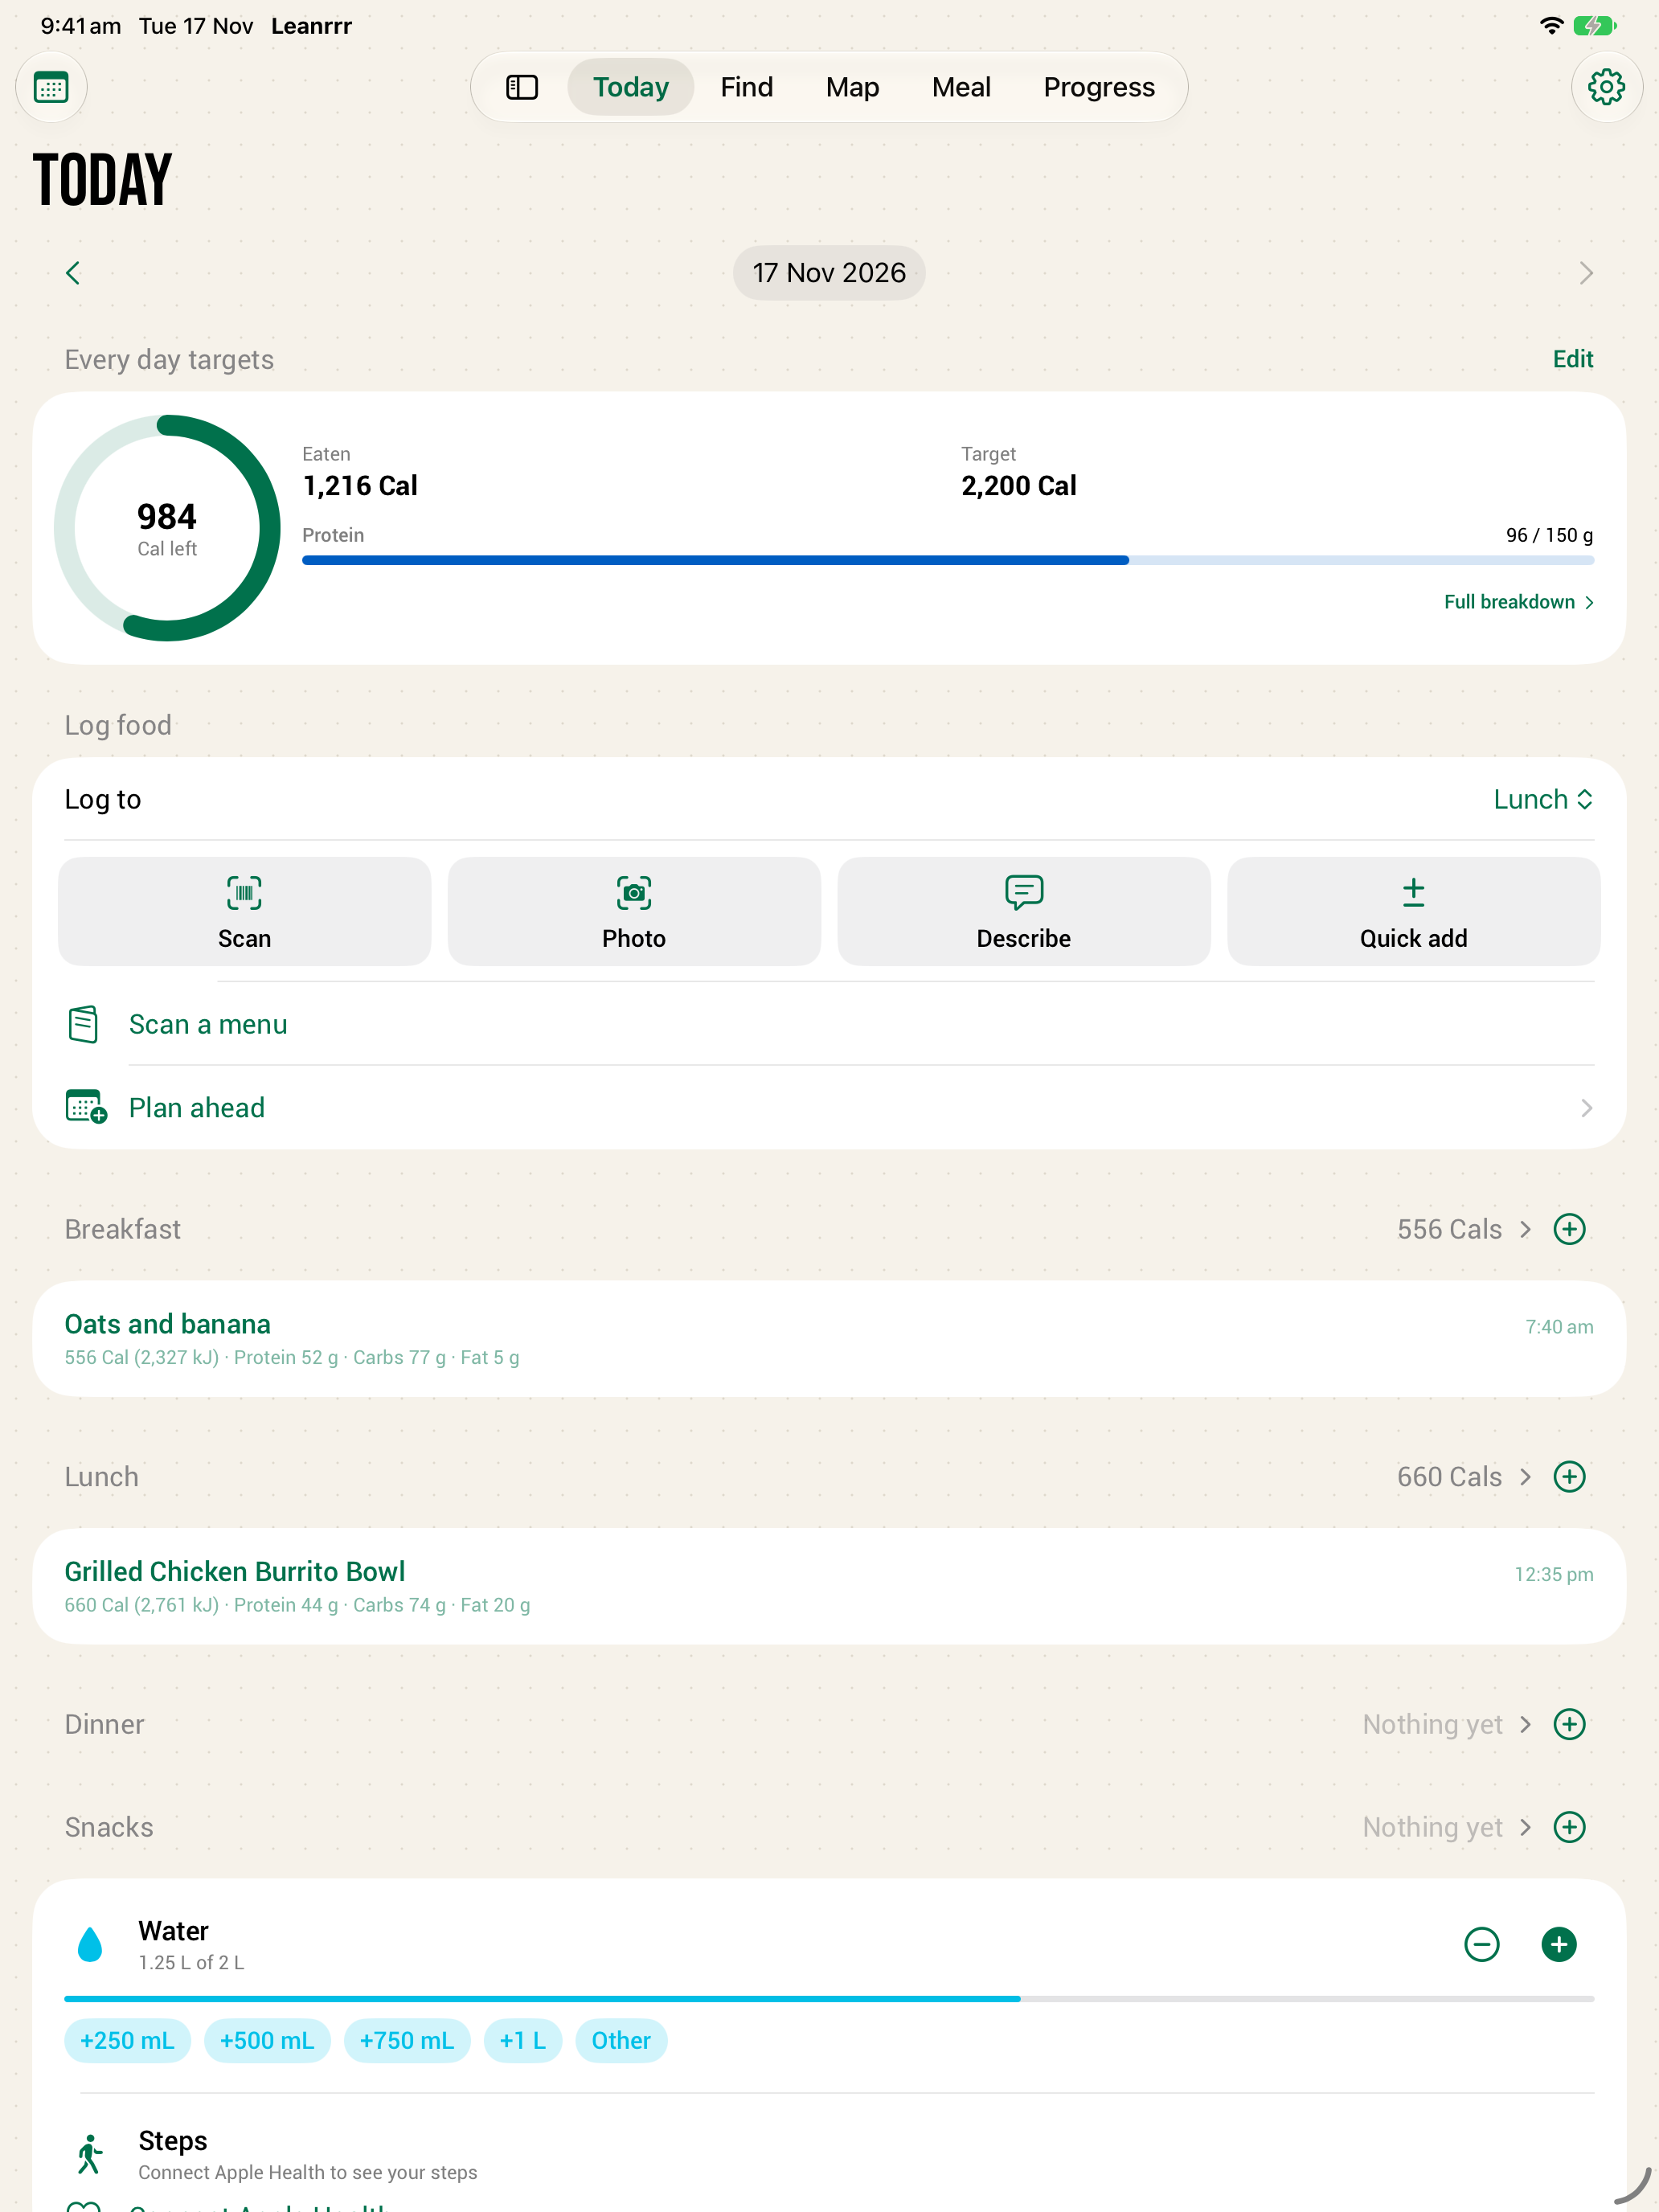 9:41 am Tue 17 Nov Leanrrr
Today Find Map Meal Progress
TODAY
17 Nov 2026
Every day targets Edit
Eaten Target
1,216 Cal 2,200 Cal
984
Cal left
Protein 96 / 150 g
Full breakdown
Log food
Log to Lunch
Scan Photo Describe Quick add
Scan a menu
Plan ahead
Breakfast 556 Cals
Oats and banana 7:40 am
556 Cal (2,327 kJ) · Protein 52 g · Carbs 77 g · Fat 5 g
Lunch 660 Cals
Grilled Chicken Burrito Bowl 12:35 pm
660 Cal (2,761 kJ) · Protein 44 g · Carbs 74 g · Fat 20 g
Dinner Nothing yet
Snacks Nothing yet
Water
1.25 L of 2 L
+250 mL +500 mL +750 mL +1 L Other
Steps
Connect Apple Health to see your steps